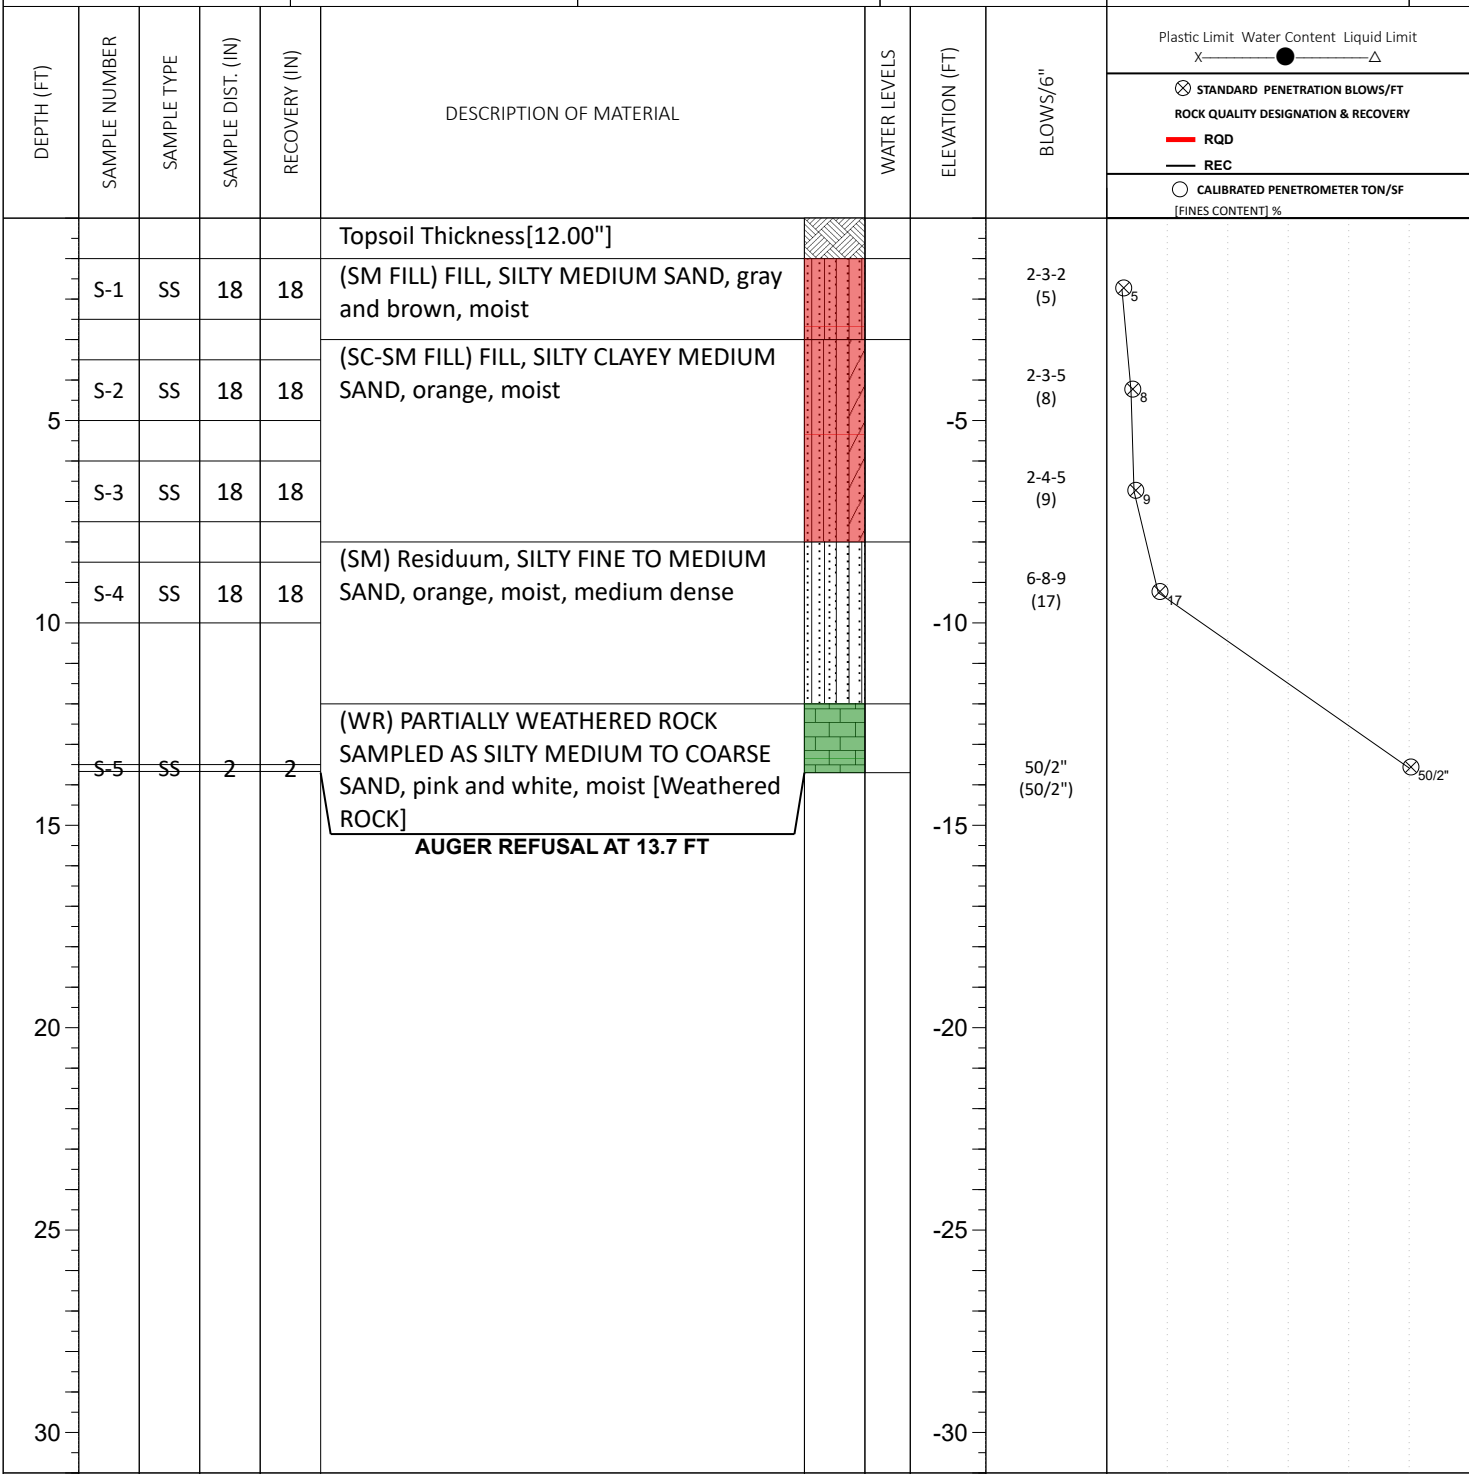 DEPTH (FT)
SAMPLE NUMBER
SAMPLE TYPE
SAMPLE DIST. (IN)
RECOVERY (IN)
DESCRIPTION OF MATERIAL
WATER LEVELS
ELEVATION (FT)
BLOWS/6"
Plastic Limit Water Content Liquid Limit
X
STANDARD PENETRATION BLOWS/FT
ROCK QUALITY DESIGNATION & RECOVERY
RQD
REC
CALIBRATED PENETROMETER TON/SF
[FINES CONTENT] %
Topsoil Thickness[12.00"]
S-1 SS 18 18
(SM FILL) FILL, SILTY MEDIUM SAND, gray
and brown, moist
2-3-2
(5)
5
S-2 SS 18 18
(SC-SM FILL) FILL, SILTY CLAYEY MEDIUM
SAND, orange, moist
2-3-5
(8)
8
5
-5
S-3 SS 18 18
2-4-5
(9)
9
S-4 SS 18 18
(SM) Residuum, SILTY FINE TO MEDIUM
SAND, orange, moist, medium dense
6-8-9
(17)
17
10
-10
S-5 SS 2 2
(WR) PARTIALLY WEATHERED ROCK
SAMPLED AS SILTY MEDIUM TO COARSE
SAND, pink and white, moist [Weathered
ROCK]
50/2"
(50/2")
50/2"
15
-15
AUGER REFUSAL AT 13.7 FT
20
-20
25
-25
30
-30